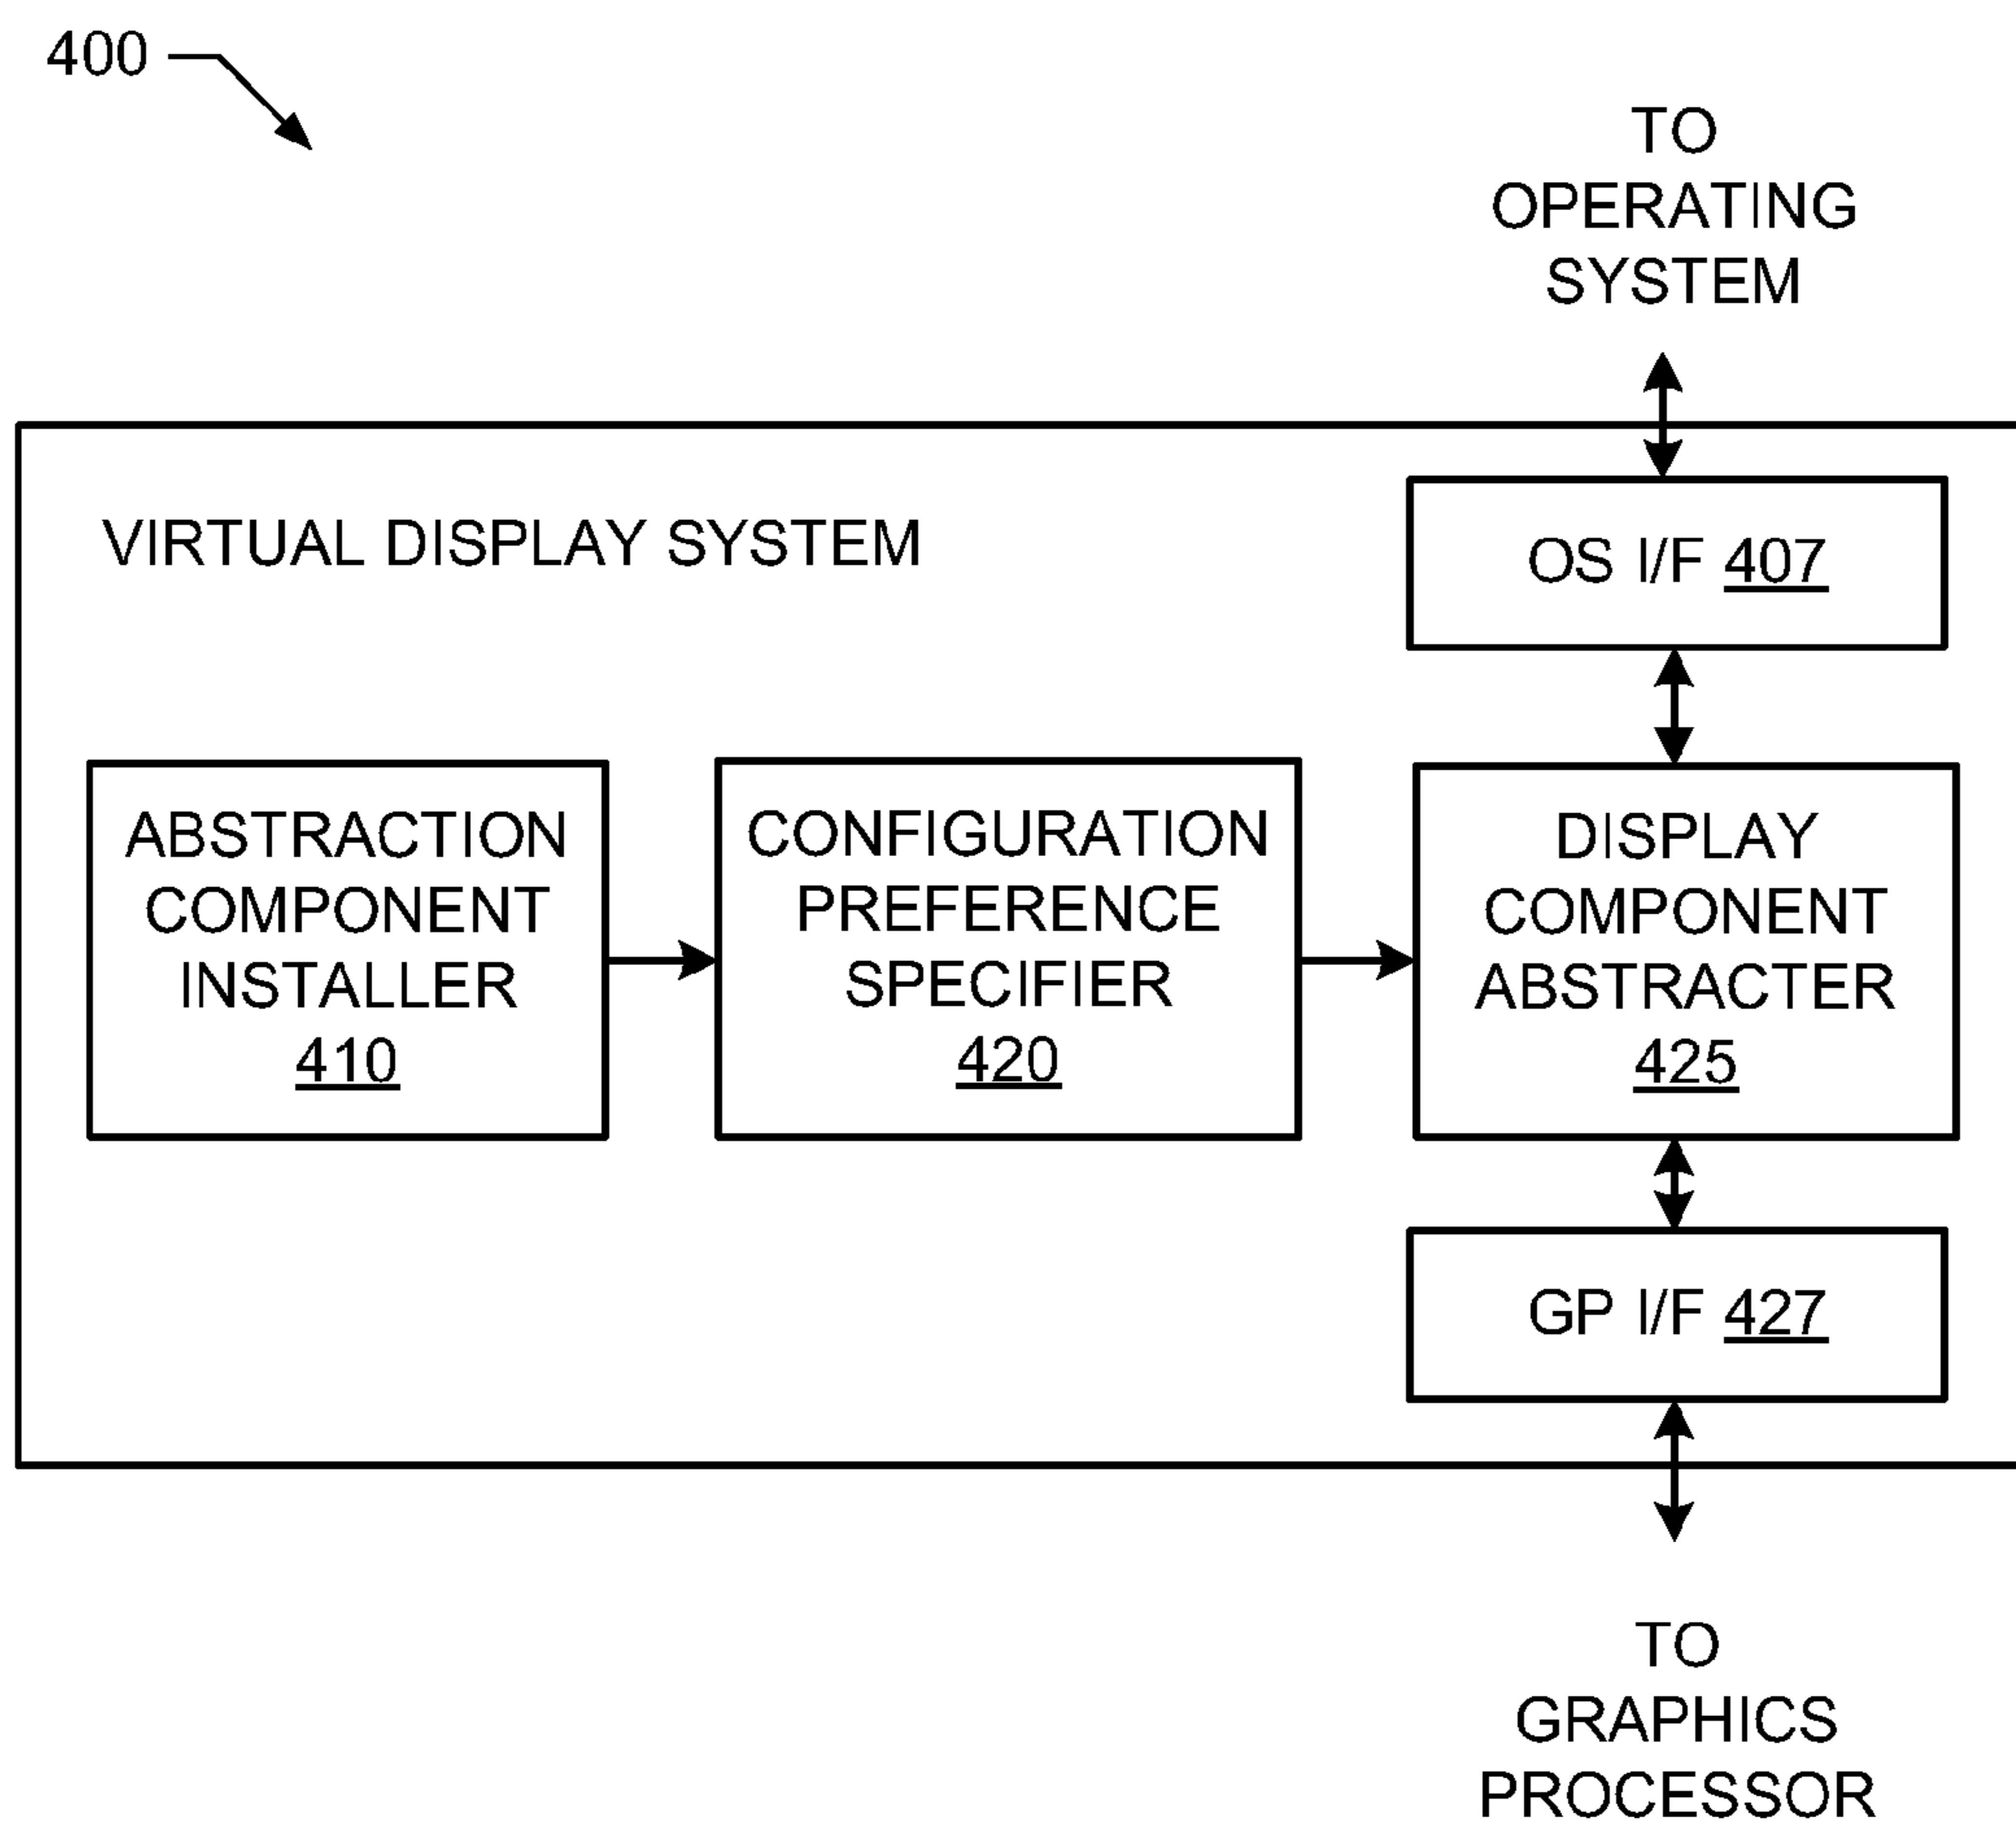 400
TO
OPERATING
SYSTEM
VIRTUAL DISPLAY SYSTEM
OS I/F 407
ABSTRACTION
COMPONENT
INSTALLER
410
CONFIGURATION
PREFERENCE
SPECIFIER
420
DISPLAY
COMPONENT
ABSTRACTER
425
GP I/F 427
TO
GRAPHICS
PROCESSOR